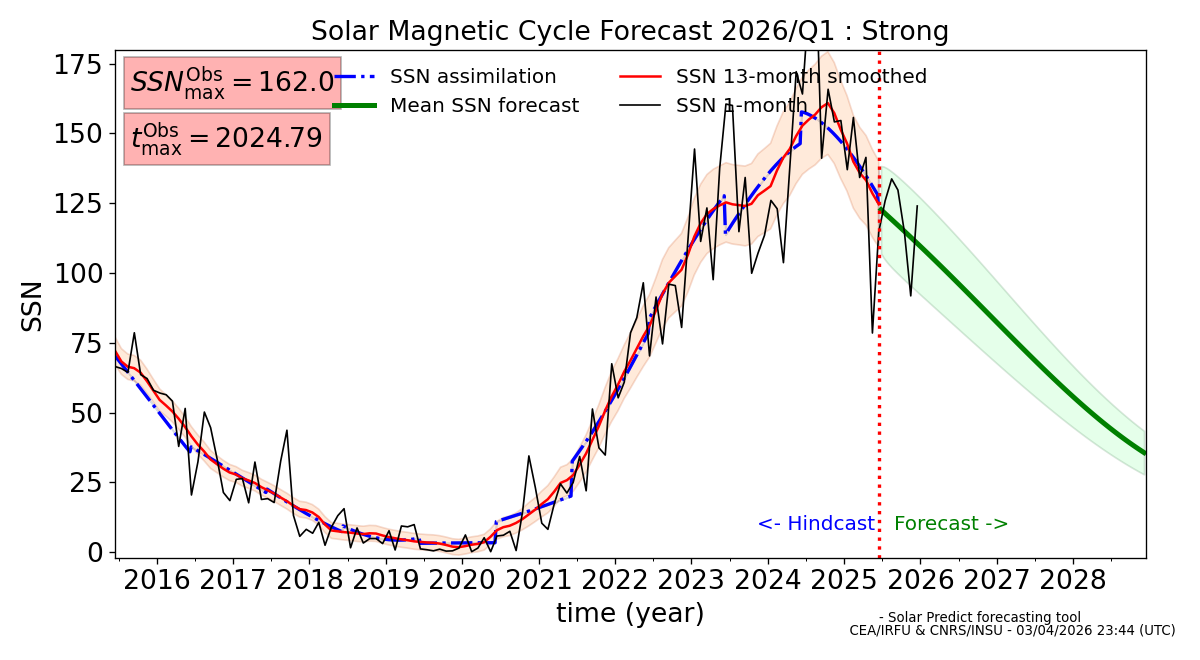 Solar Magnetic Cycle Forecast 2026/Q1 : Strong
SSN^Obs_max = 162.0
t^Obs_max = 2024.79
SSN assimilation
Mean SSN forecast
SSN 13-month smoothed
SSN 1-month
175
150
125
100
75
50
25
0
SSN
<- Hindcast
Forecast ->
2016 2017 2018 2019 2020 2021 2022 2023 2024 2025 2026 2027 2028
time (year)
- Solar Predict forecasting tool
CEA/IRFU & CNRS/INSU - 03/04/2026 23:44 (UTC)